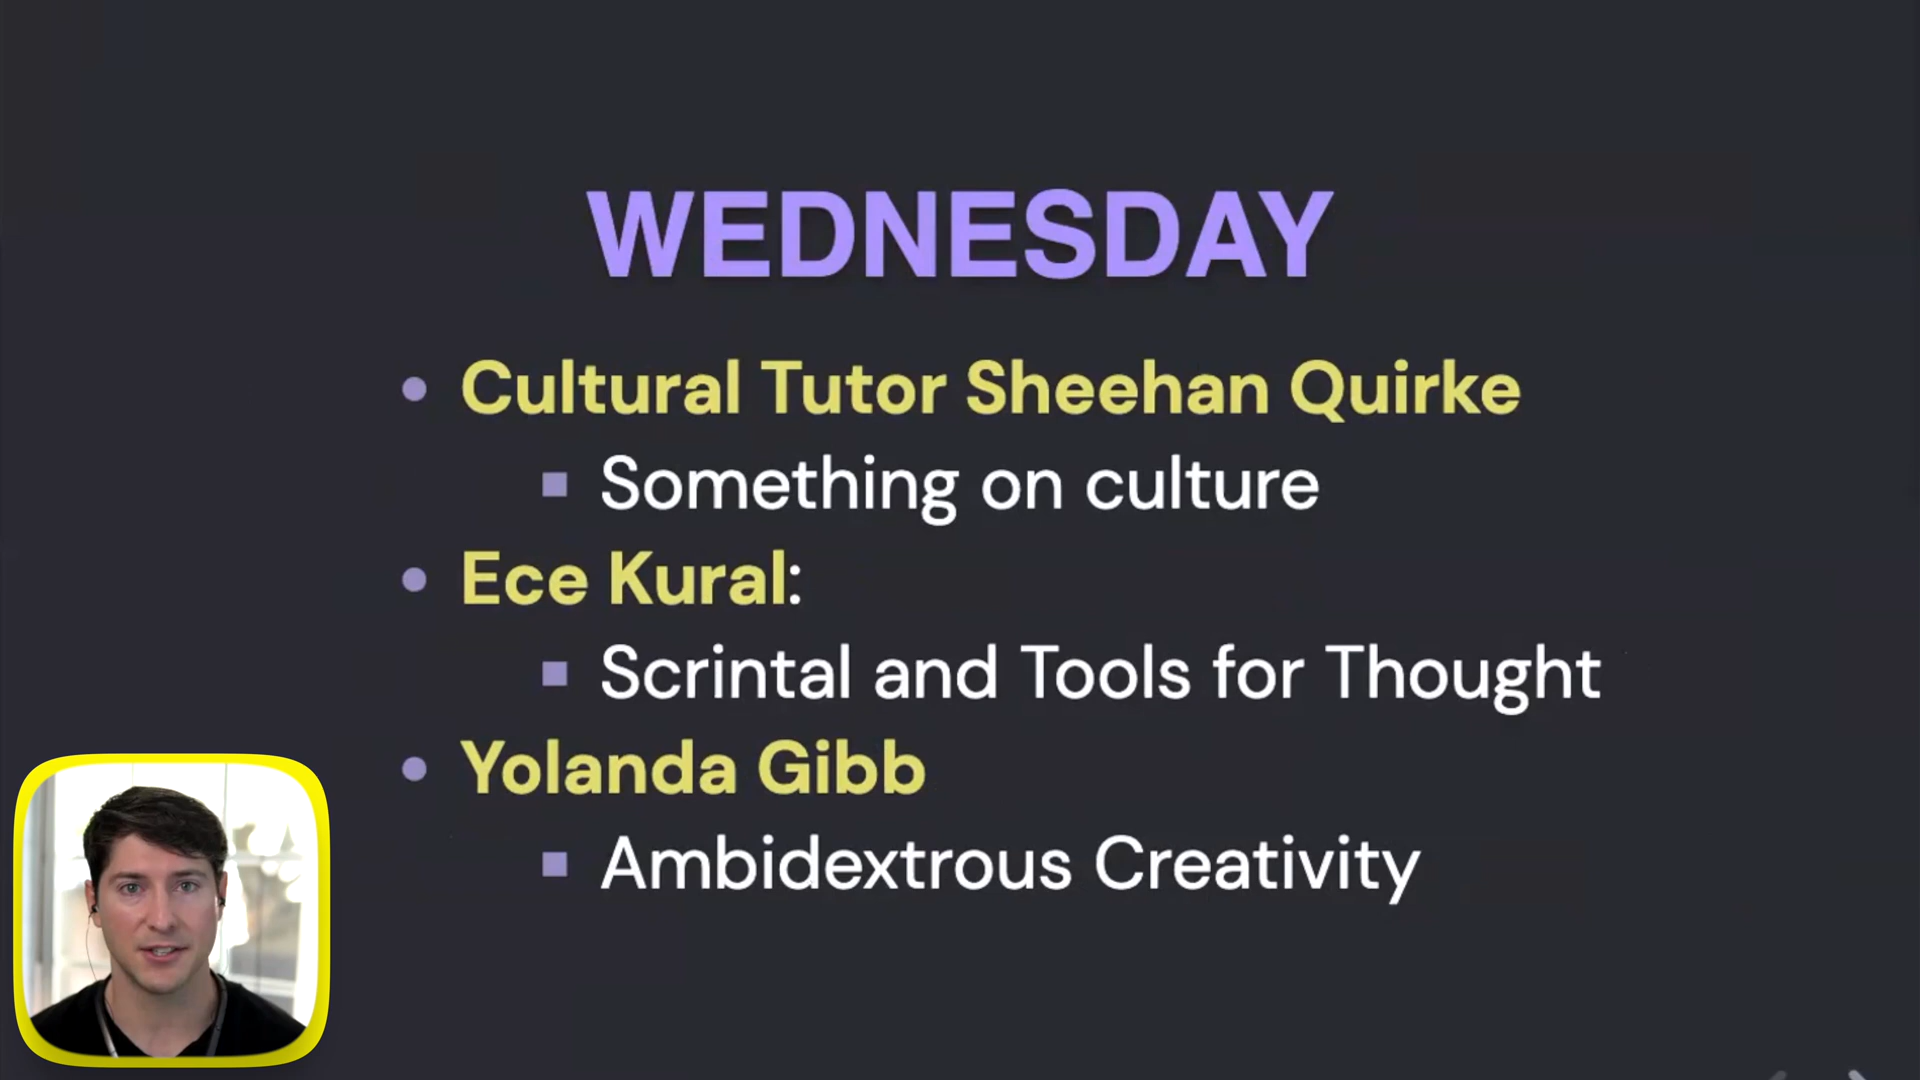 WEDNESDAY
Cultural Tutor Sheehan Quirke
Something on culture
Ece Kural:
Scrintal and Tools for Thought
Yolanda Gibb
Ambidextrous Creativity